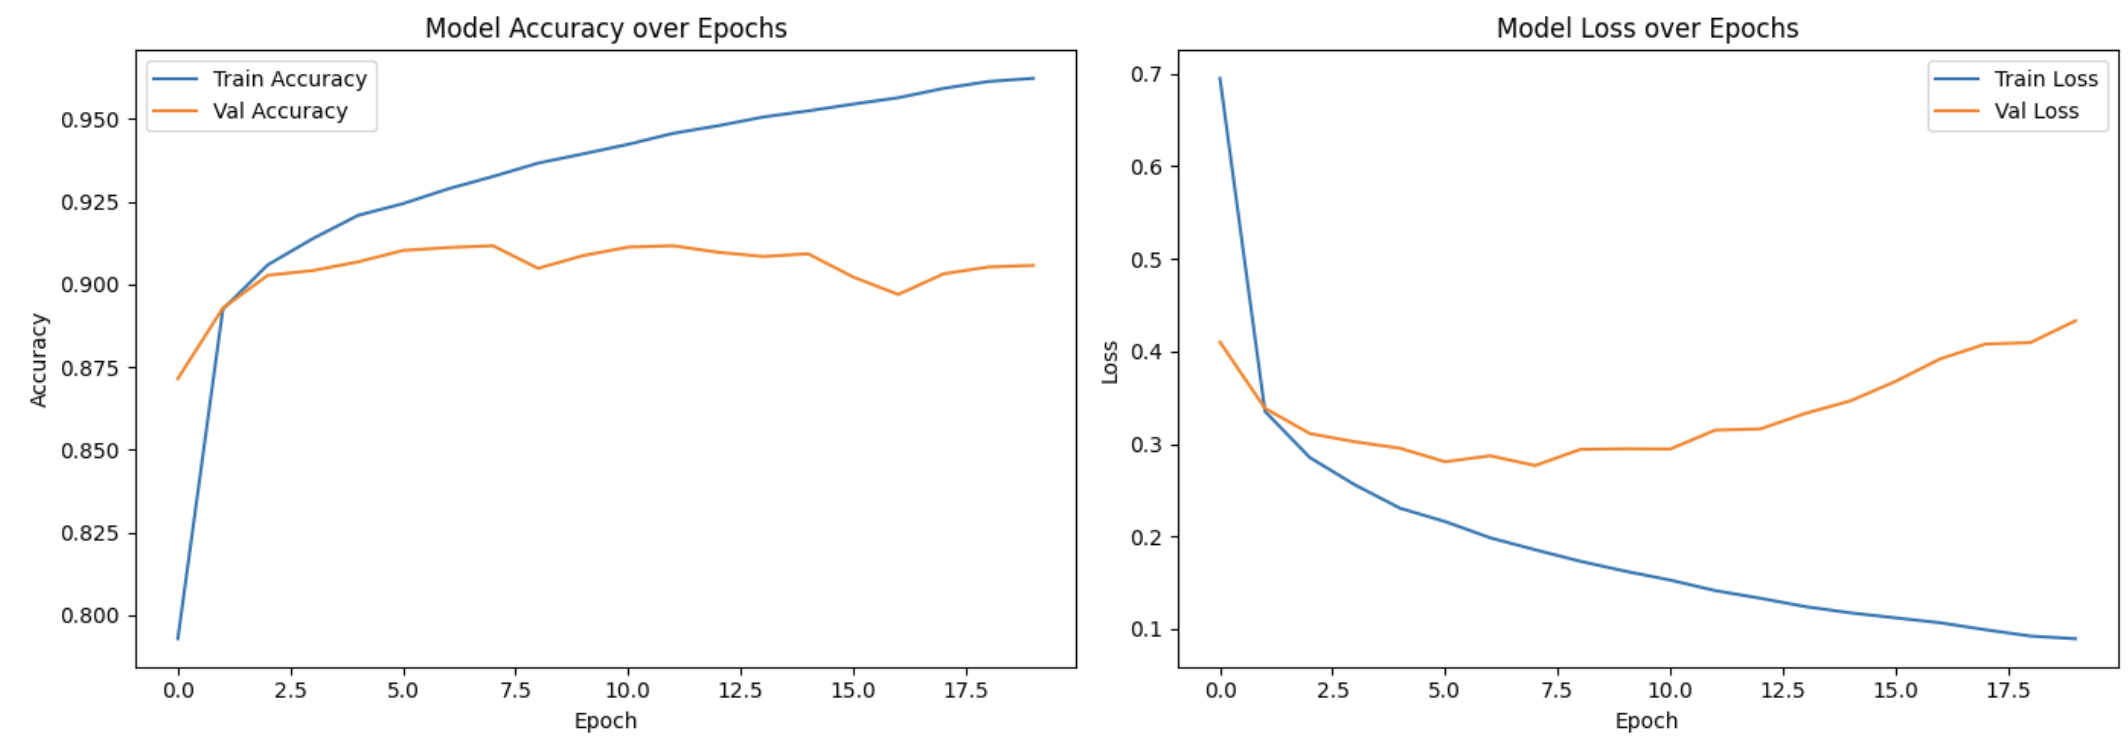 Model Accuracy over Epochs
Train Accuracy
Val Accuracy
0.950
0.925
0.900
0.875
0.850
0.825
0.800
Accuracy
0.0 2.5 5.0 7.5 10.0 12.5 15.0 17.5
Epoch
Model Loss over Epochs
Train Loss
Val Loss
0.7
0.6
0.5
0.4
0.3
0.2
0.1
Loss
0.0 2.5 5.0 7.5 10.0 12.5 15.0 17.5
Epoch